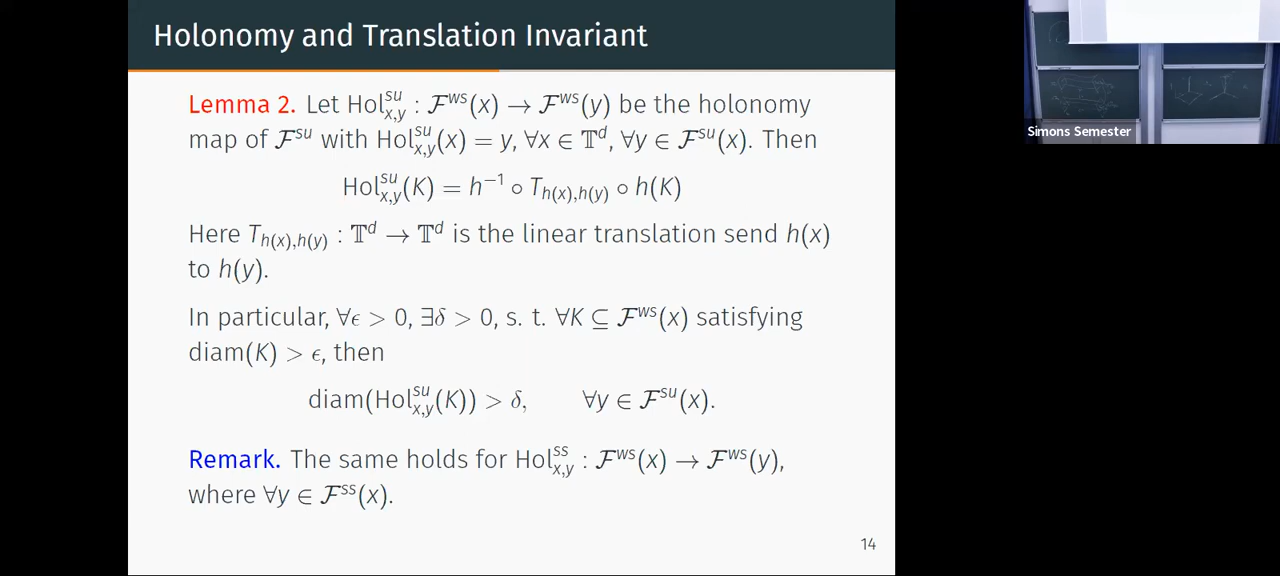 Holonomy and Translation Invariant
Lemma 2. Let Hol^{su}_{x,y} : 𝓕^{ws}(x) → 𝓕^{ws}(y) be the holonomy
map of 𝓕^{su} with Hol^{su}_{x,y}(x) = y, ∀x ∈ 𝕋^d, ∀y ∈ 𝓕^{su}(x). Then
Hol^{su}_{x,y}(K) = h^{-1} ∘ T_{h(x),h(y)} ∘ h(K)
Here T_{h(x),h(y)} : 𝕋^d → 𝕋^d is the linear translation send h(x)
to h(y).
In particular, ∀ϵ > 0, ∃δ > 0, s. t. ∀K ⊆ 𝓕^{ws}(x) satisfying
diam(K) > ϵ, then
diam(Hol^{su}_{x,y}(K)) > δ, ∀y ∈ 𝓕^{su}(x).
Remark. The same holds for Hol^{ss}_{x,y} : 𝓕^{ws}(x) → 𝓕^{ws}(y),
where ∀y ∈ 𝓕^{ss}(x).
14
Simons Semester